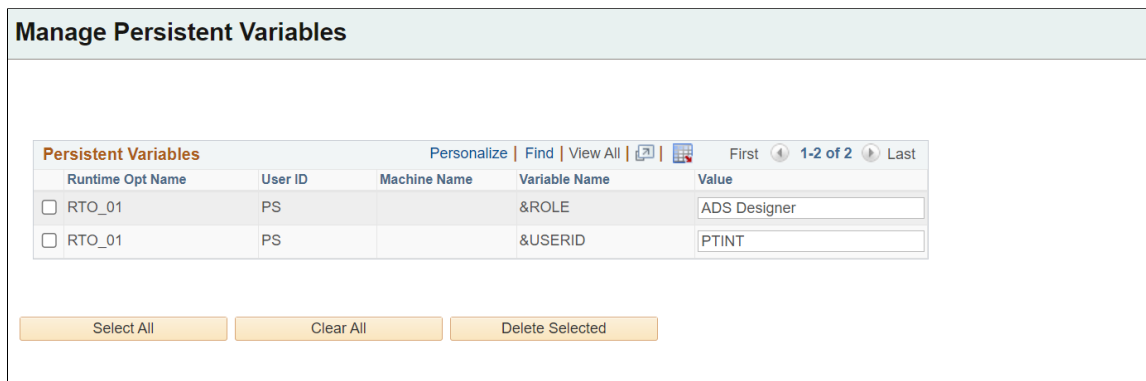 Manage Persistent Variables
Persistent Variables Personalize | Find | View All | | First 1-2 of 2 Last
Runtime Opt Name User ID Machine Name Variable Name Value
RTO_01 PS &ROLE ADS Designer
RTO_01 PS &USERID PTINT
Select All Clear All Delete Selected